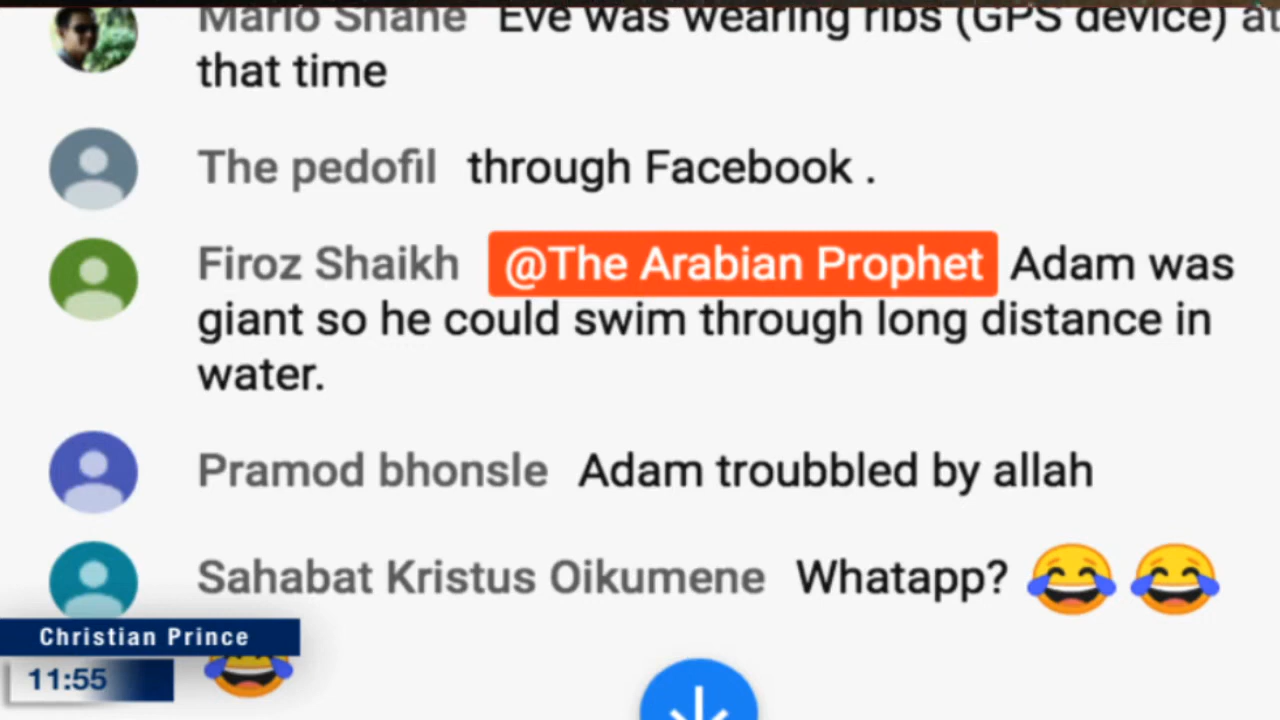 Mario Shane Eve was wearing ribs (GPS device) at
that time
The pedofil through Facebook .
Firoz Shaikh @The Arabian Prophet Adam was
giant so he could swim through long distance in
water.
Pramod bhonsle Adam troubbled by allah
Sahabat Kristus Oikumene Whatapp? 😂 😂
😂
Christian Prince
11:55